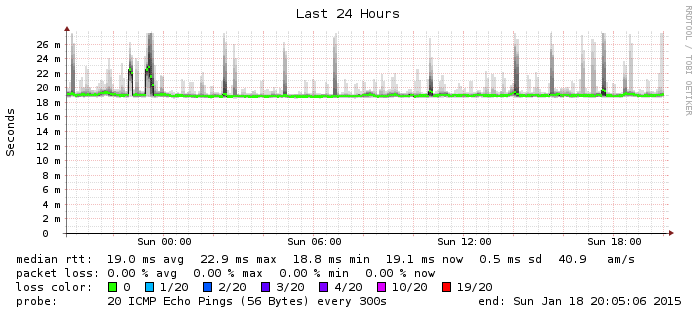 Last 24 Hours
RRDTOOL / TOBI OETIKER
Seconds
26 m
24 m
22 m
20 m
18 m
16 m
14 m
12 m
10 m
8 m
6 m
4 m
2 m
0
Sun 00:00 Sun 06:00 Sun 12:00 Sun 18:00
median rtt: 19.0 ms avg 22.9 ms max 18.8 ms min 19.1 ms now 0.5 ms sd 40.9 am/s
packet loss: 0.00 % avg 0.00 % max 0.00 % min 0.00 % now
loss color: 0 1/20 2/20 3/20 4/20 10/20 19/20
probe: 20 ICMP Echo Pings (56 Bytes) every 300s end: Sun Jan 18 20:05:06 2015